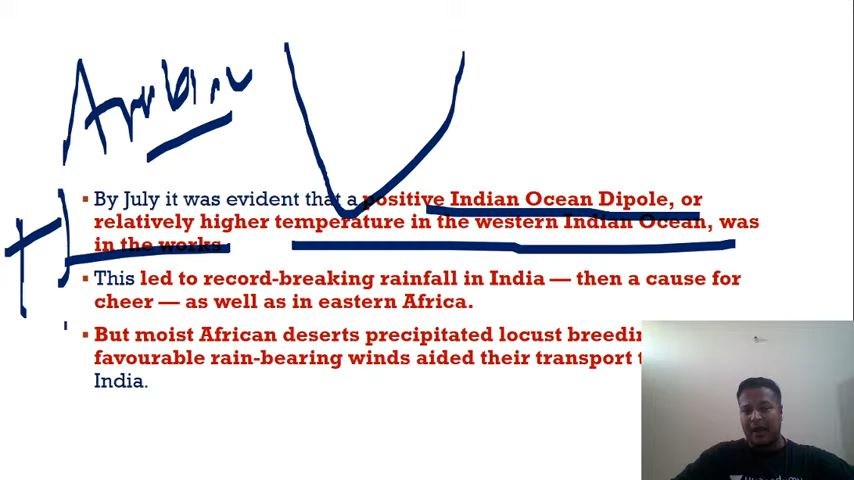 ▪ By July it was evident that a positive Indian Ocean Dipole, or
relatively higher temperature in the western Indian Ocean, was
in the works.
▪ This led to record-breaking rainfall in India — then a cause for
cheer — as well as in eastern Africa.
▪ But moist African deserts precipitated locust
favourable rain-bearing winds aided their transport
India.